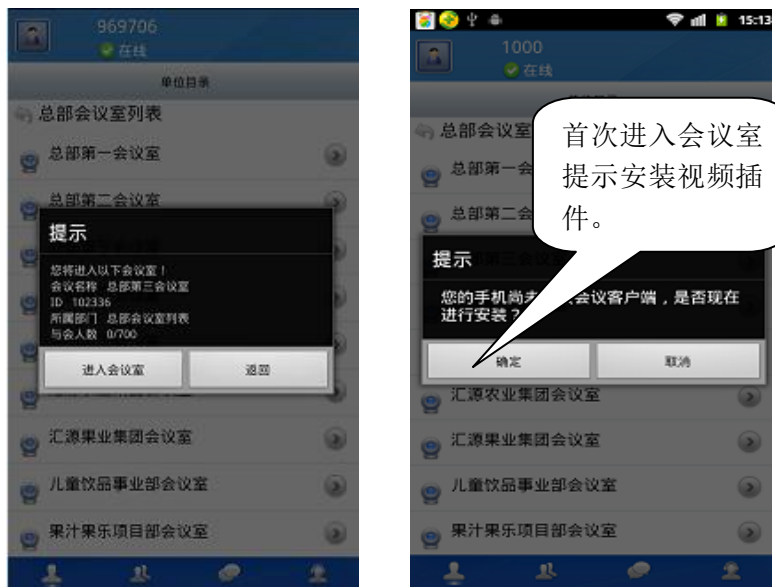 969706
在线
单位目录
总部会议室列表
总部第一会议室
总部第二会议室
提示
您将进入以下会议室！
会议名称 总部第三会议室
ID 102336
所属部门 总部会议室列表
与会人数 0/700
进入会议室
返回
汇源果业集团会议室
儿童饮品事业部会议室
果汁果乐项目部会议室
15:13
1000
在线
总部会议室
总部第一会
总部第二会
首次进入会议室
提示安装视频插
件。
提示
您的手机尚未
会议客户端，是否现在
进行安装？
确定
取消
汇源农业集团会议室
汇源果业集团会议室
儿童饮品事业部会议室
果汁果乐项目部会议室